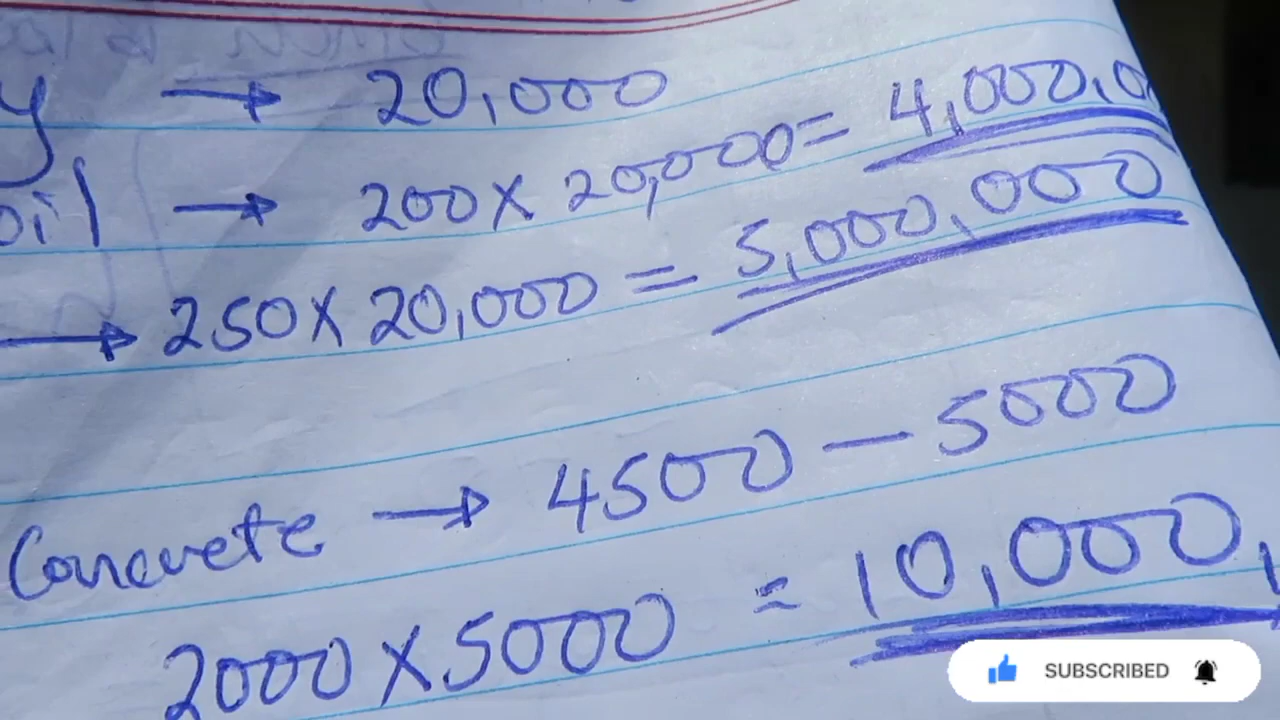 y → 20,000
oil → 200 x 20,000 = 4,000,0
→ 250 x 20,000 = 5,000,000
Concrete → 4500 - 5000
2000 x 5000 = 10,000,
SUBSCRIBED